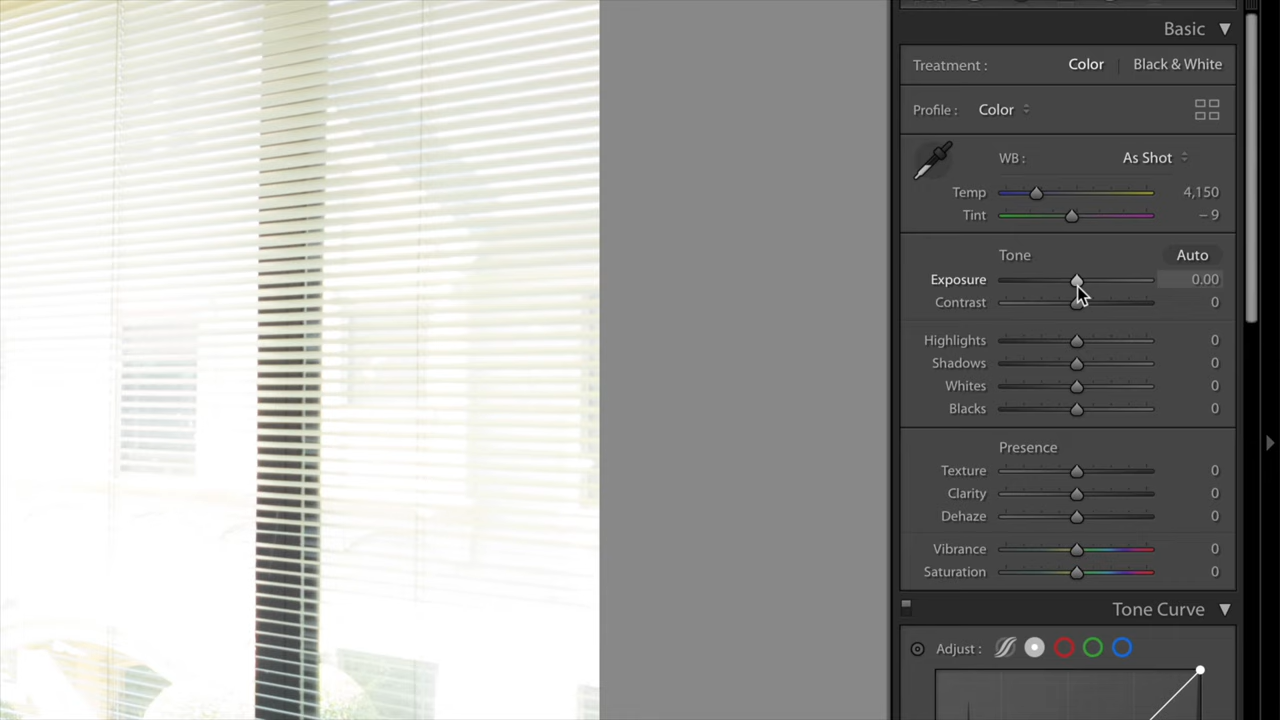 Basic
Treatment : Color Black & White
Profile : Color
WB : As Shot
Temp 4,150
Tint – 9
Tone Auto
Exposure 0.00
Contrast 0
Highlights 0
Shadows 0
Whites 0
Blacks 0
Presence
Texture 0
Clarity 0
Dehaze 0
Vibrance 0
Saturation 0
Tone Curve
Adjust :